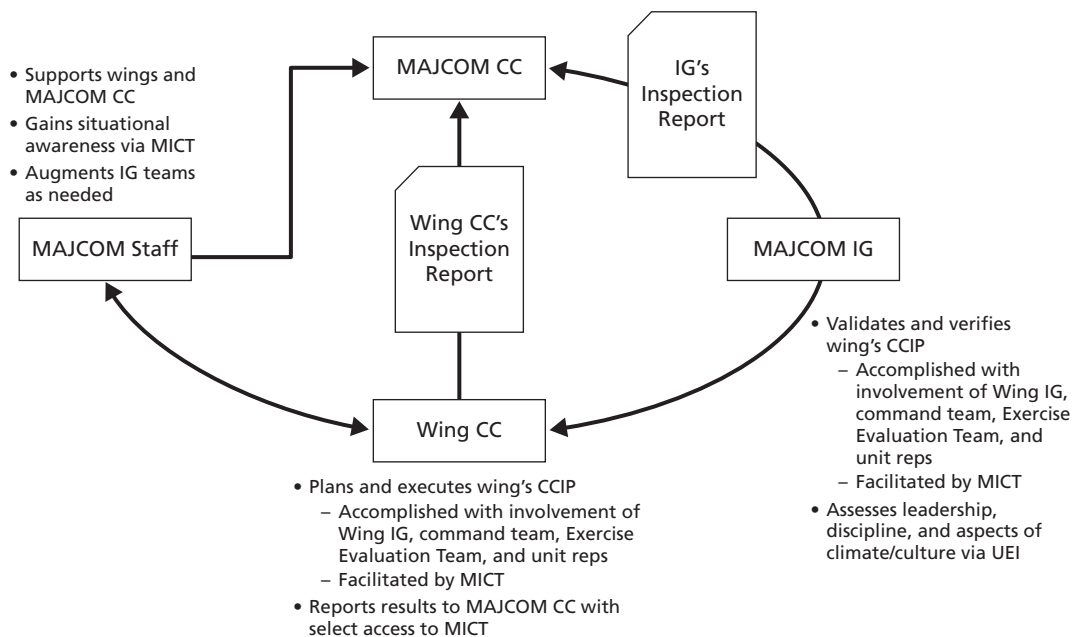 MAJCOM CC
IG's
Inspection
Report
• Supports wings and
MAJCOM CC
• Gains situational
awareness via MICT
• Augments IG teams
as needed
MAJCOM Staff
Wing CC's
Inspection
Report
MAJCOM IG
• Validates and verifies
wing's CCIP
– Accomplished with
involvement of Wing IG,
command team, Exercise
Evaluation Team, and
unit reps
– Facilitated by MICT
• Assesses leadership,
discipline, and aspects of
climate/culture via UEI
Wing CC
• Plans and executes wing's CCIP
– Accomplished with involvement of
Wing IG, command team, Exercise
Evaluation Team, and unit reps
– Facilitated by MICT
• Reports results to MAJCOM CC with
select access to MICT